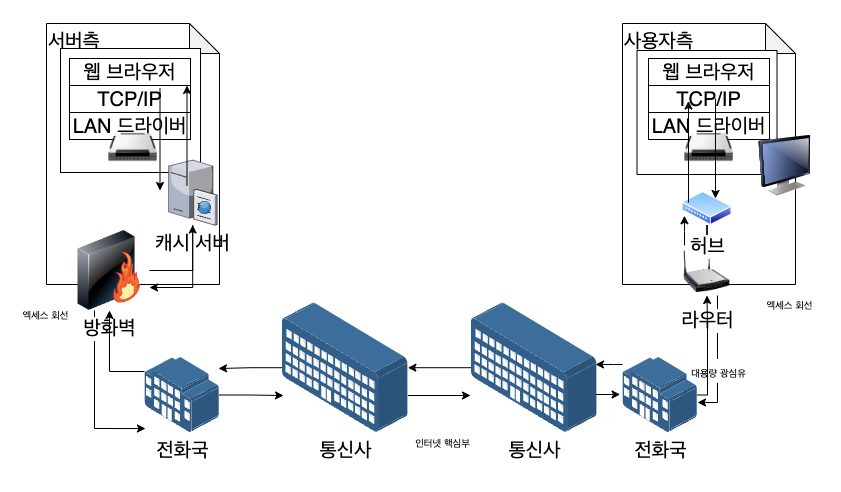 서버측
웹 브라우저
TCP/IP
LAN 드라이버
캐시 서버
엑세스 회선
방화벽
전화국
통신사
인터넷 핵심부
통신사
전화국
사용자측
웹 브라우저
TCP/IP
LAN 드라이버
허브
라우터
엑세스 회선
대용량 광섬유